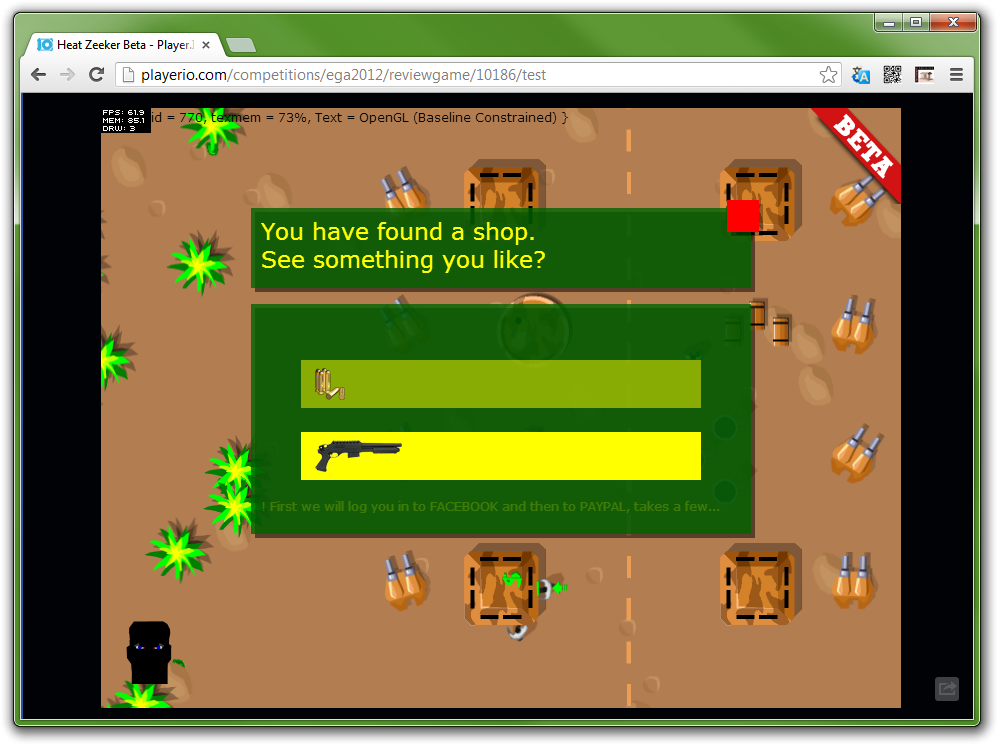 Heat Zeeker Beta - Player.
playerio.com/competitions/ega2012/reviewgame/10186/test
FPS: 61.9
MEM: 85.1
DRW: 3
id = 770, texmem = 73%, Text = OpenGL (Baseline Constrained) }
BETA
You have found a shop.
See something you like?
! First we will log you in to FACEBOOK and then to PAYPAL, takes a few...